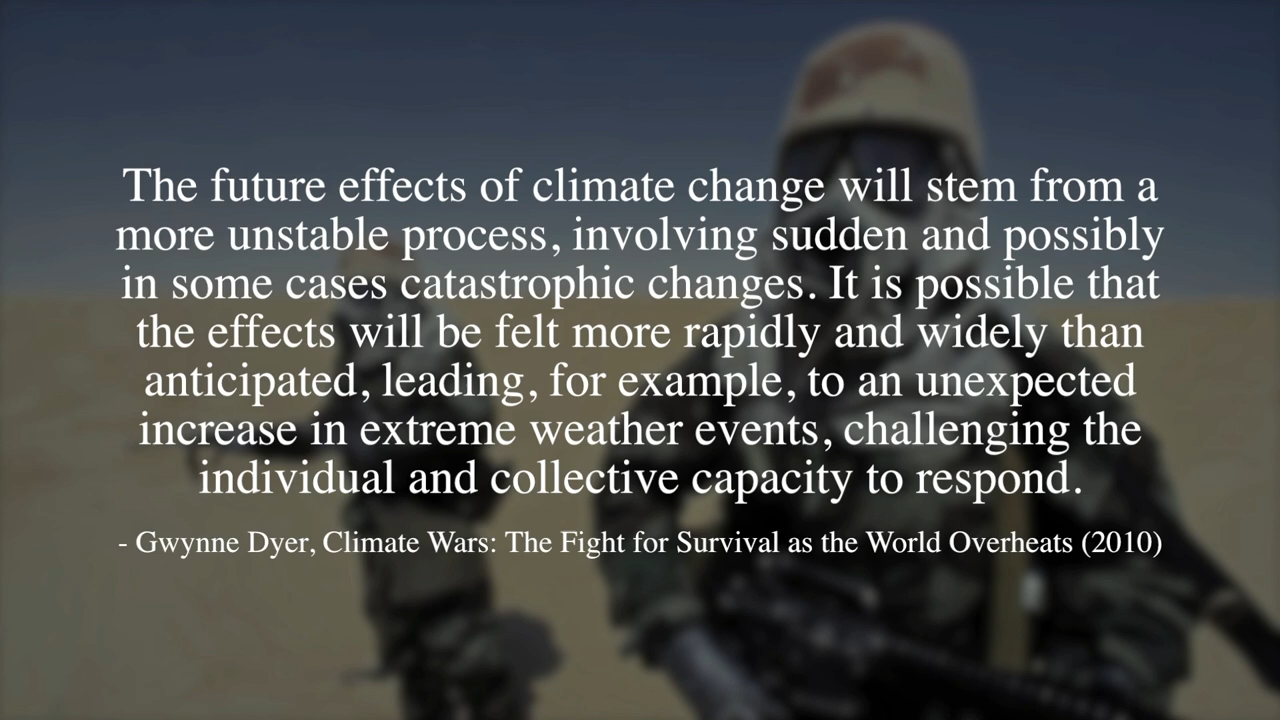 The future effects of climate change will stem from a
more unstable process, involving sudden and possibly
in some cases catastrophic changes. It is possible that
the effects will be felt more rapidly and widely than
anticipated, leading, for example, to an unexpected
increase in extreme weather events, challenging the
individual and collective capacity to respond.
- Gwynne Dyer, Climate Wars: The Fight for Survival as the World Overheats (2010)